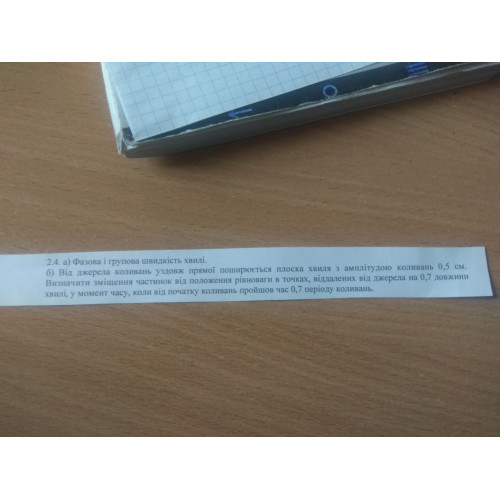 2.4. а) Фазова і групова швидкість хвилі.
б) Від джерела коливань уздовж прямої поширюється плоска хвиля з амплітудою коливань 0,5 см.
Визначити зміщення частинок від положення рівноваги в точках, віддалених від джерела на 0,7 довжини
хвилі, у момент часу, коли від початку коливань пройшов час 0,7 періоду коливань.